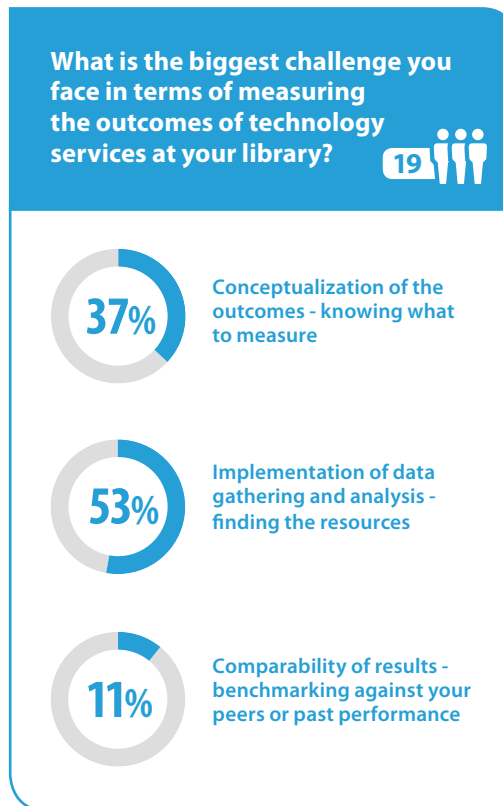 What is the biggest challenge you
face in terms of measuring
the outcomes of technology
services at your library?
19
37%
Conceptualization of the
outcomes - knowing what
to measure
53%
Implementation of data
gathering and analysis -
finding the resources
11%
Comparability of results -
benchmarking against your
peers or past performance